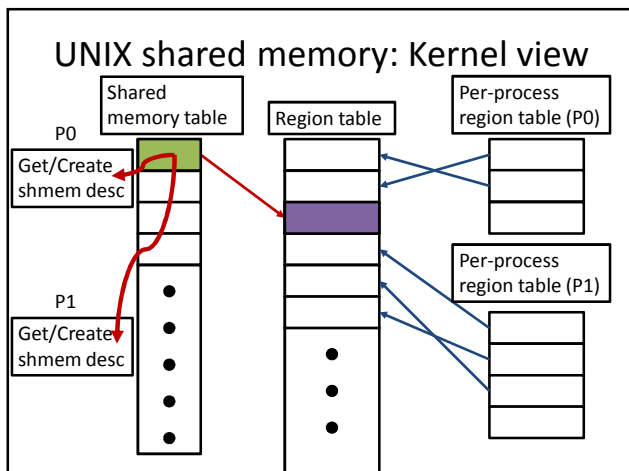 UNIX shared memory: Kernel view
Shared
memory table
Region table
Per-process
region table (P0)
P0
Get/Create
shmem desc
Per-process
region table (P1)
P1
Get/Create
shmem desc